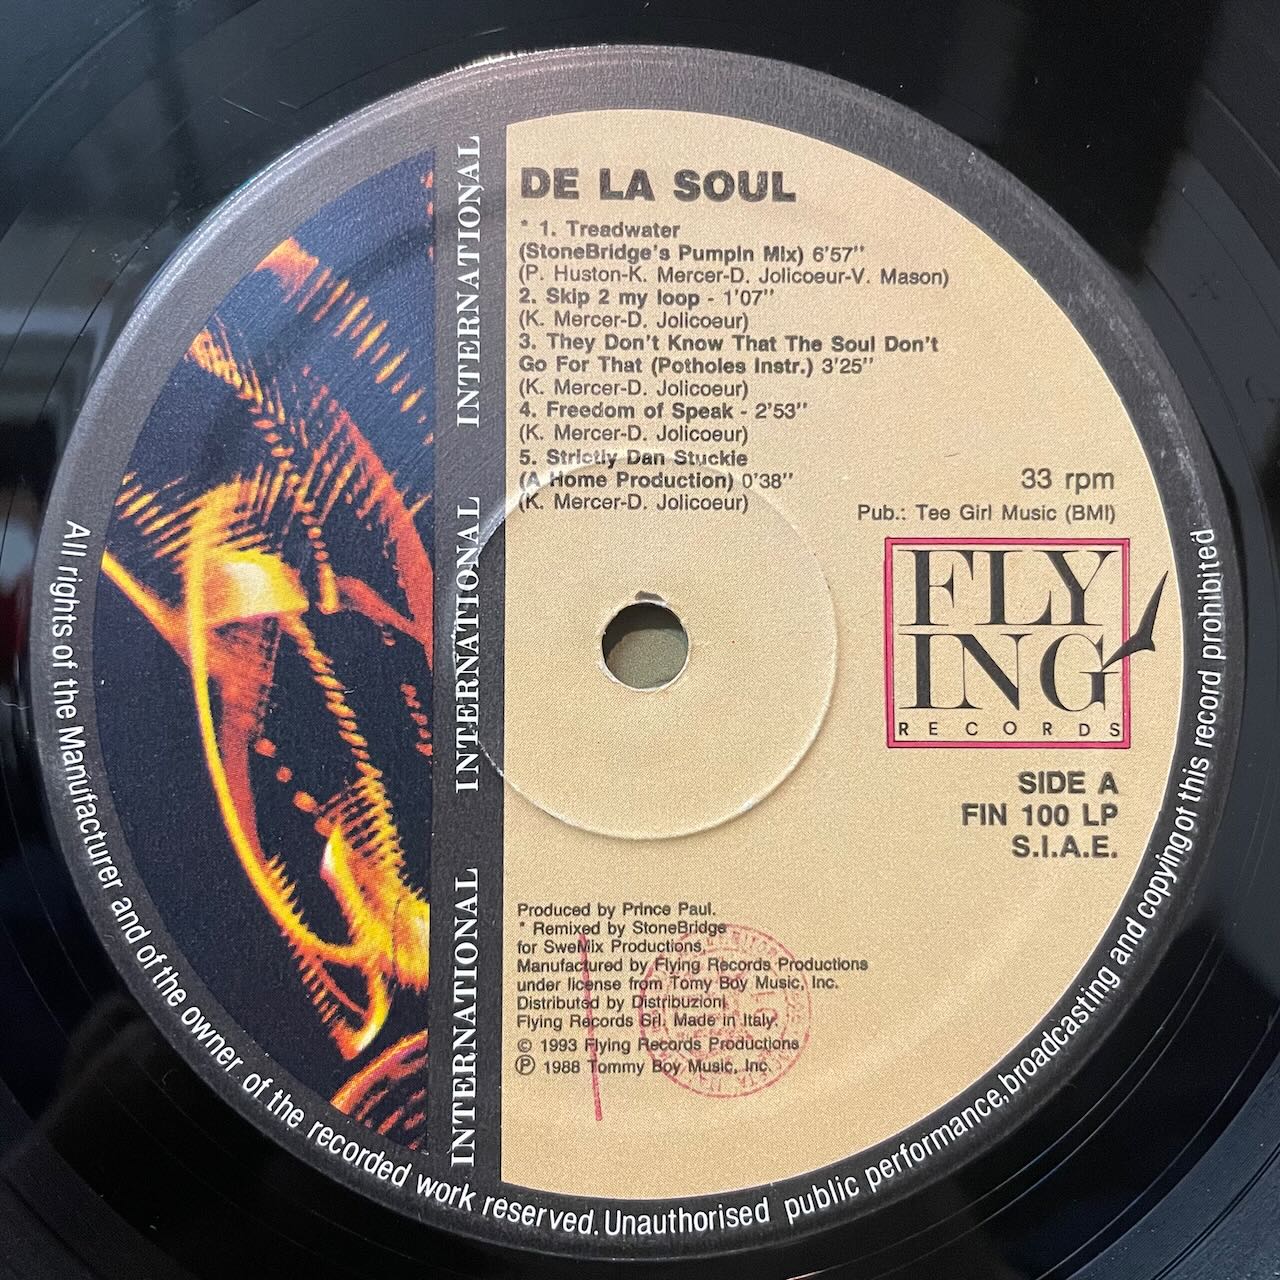 DE LA SOUL
* 1. Treadwater
(StoneBridge's Pumpin Mix) 6'57''
(P. Huston-K. Mercer-D. Jolicoeur-V. Mason)
2. Skip 2 my loop - 1'07''
(K. Mercer-D. Jolicoeur)
3. They Don't Know That The Soul Don't
Go For That (Potholes Instr.) 3'25''
(K. Mercer-D. Jolicoeur)
4. Freedom of Speak - 2'53''
(K. Mercer-D. Jolicoeur)
5. Strictly Dan Stuckie
(A Home Production) 0'38''
(K. Mercer-D. Jolicoeur)
33 rpm
Pub.: Tee Girl Music (BMI)
FLY
ING
RECORDS
SIDE A
FIN 100 LP
S.I.A.E.
Produced by Prince Paul.
* Remixed by StoneBridge
for SweMix Productions,
Manufactured by Flying Records Productions
under license from Tomy Boy Music, Inc.
Distributed by Distribuzioni
Flying Records Srl. Made in Italy.
© 1993 Flying Records Productions
℗ 1988 Tommy Boy Music, Inc.
INTERNATIONAL
INTERNATIONAL
INTERNATIONAL
All rights of the Manufacturer and of the owner of the recorded work reserved. Unauthorised public performance, broadcasting and copying of this record prohibited